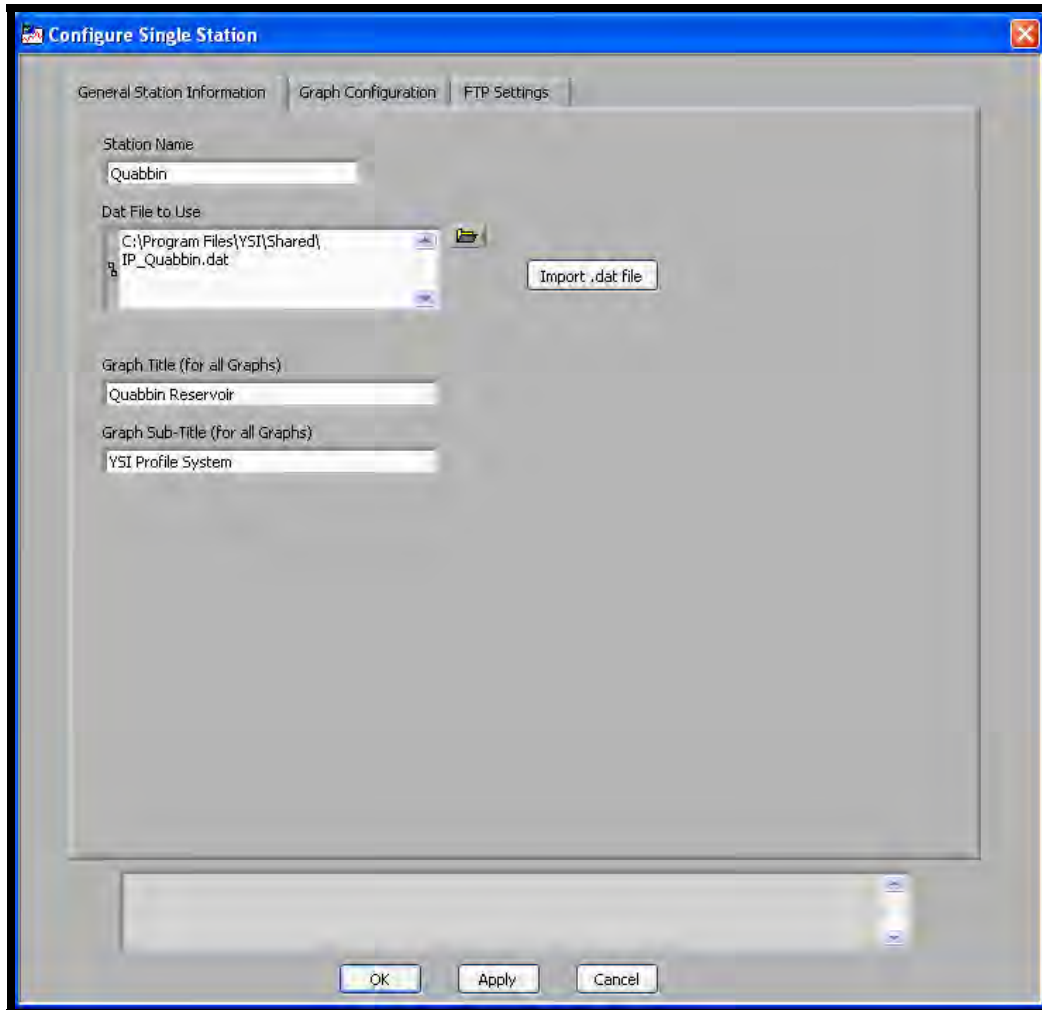 Configure Single Station
General Station Information Graph Configuration FTP Settings
Station Name
Quabbin
Dat File to Use
C:\Program Files\YSI\Shared\
IP_Quabbin.dat
Import .dat file
Graph Title (for all Graphs)
Quabbin Reservoir
Graph Sub-Title (for all Graphs)
YSI Profile System
OK Apply Cancel